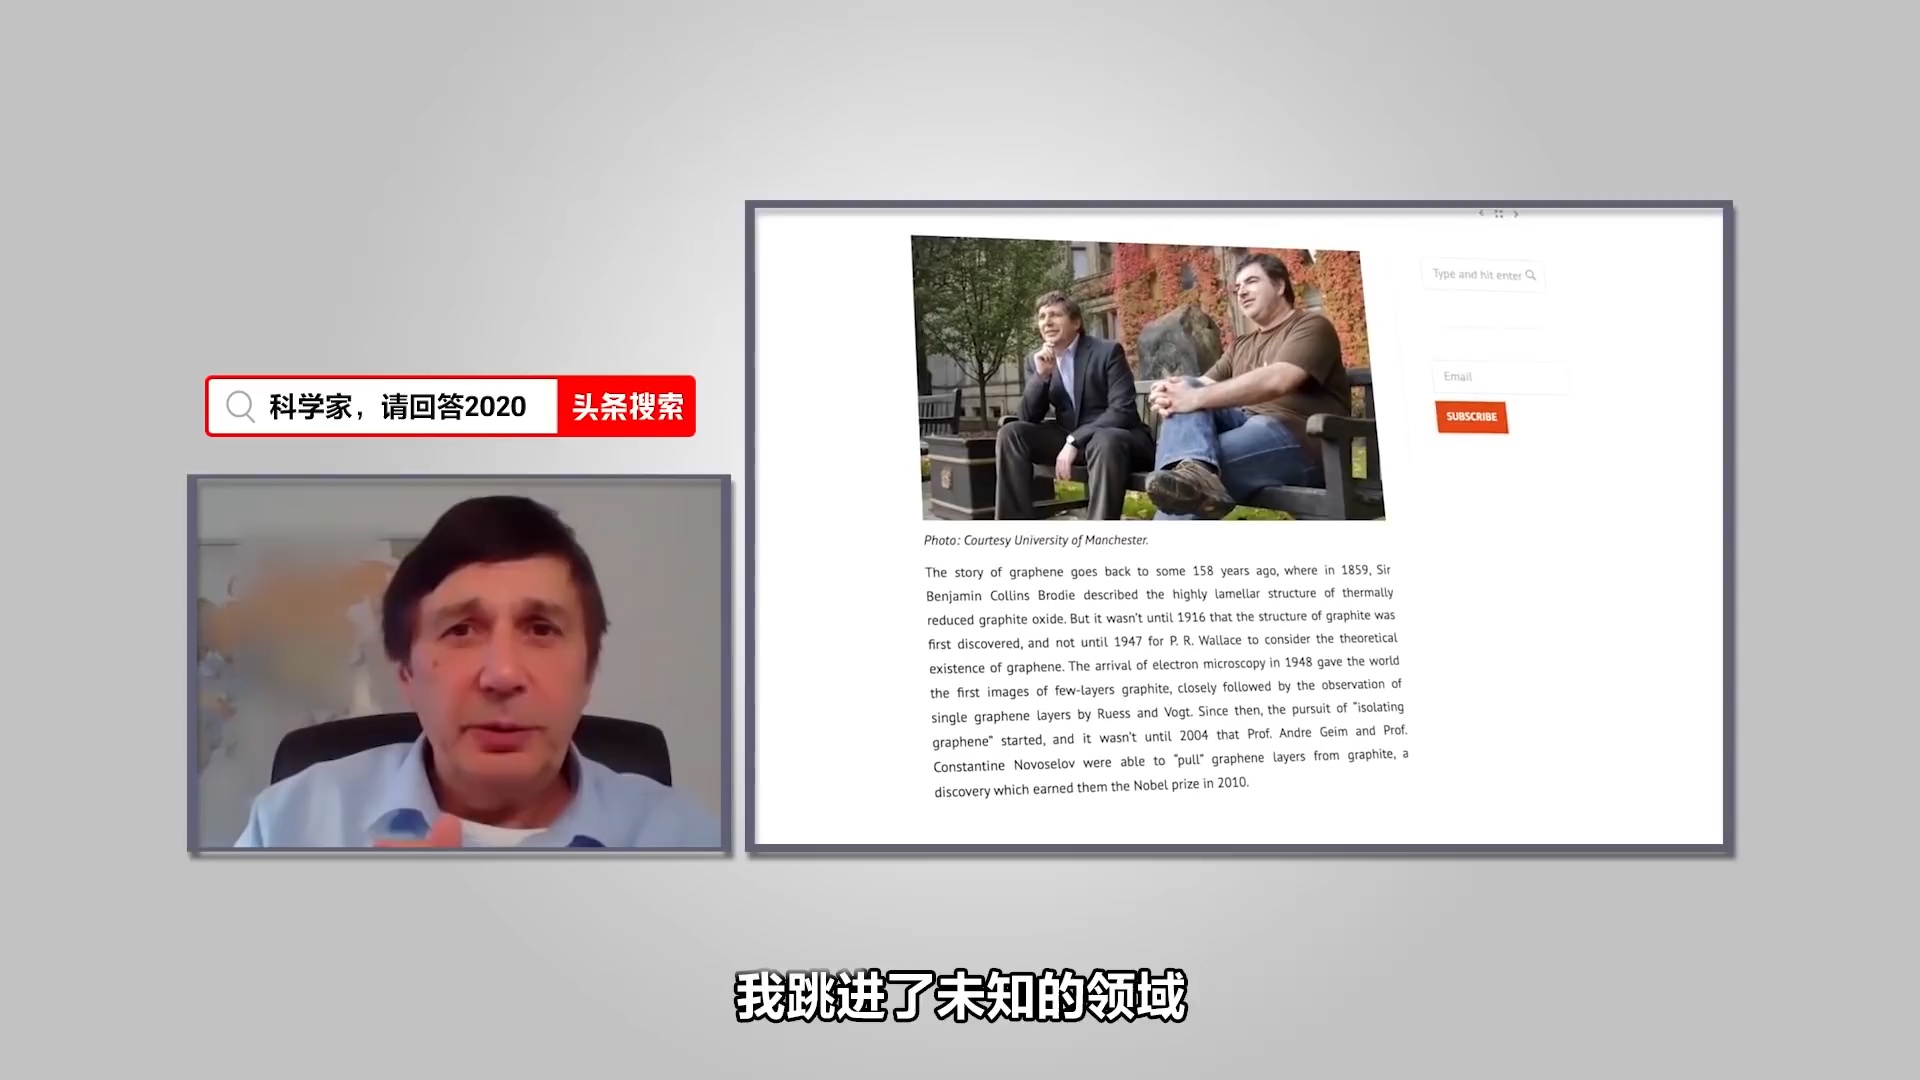 科学家，请回答2020
头条搜索
Type and hit enter
Email
SUBSCRIBE
Photo: Courtesy University of Manchester.
The story of graphene goes back to some 158 years ago, where in 1859, Sir
Benjamin Collins Brodie described the highly lamellar structure of thermally
reduced graphite oxide. But it wasn't until 1916 that the structure of graphite was
first discovered, and not until 1947 for P. R. Wallace to consider the theoretical
existence of graphene. The arrival of electron microscopy in 1948 gave the world
the first images of few-layers graphite, closely followed by the observation of
single graphene layers by Ruess and Vogt. Since then, the pursuit of "isolating
graphene" started, and it wasn't until 2004 that Prof. Andre Geim and Prof.
Constantine Novoselov were able to "pull" graphene layers from graphite, a
discovery which earned them the Nobel prize in 2010.
我跳进了未知的领域